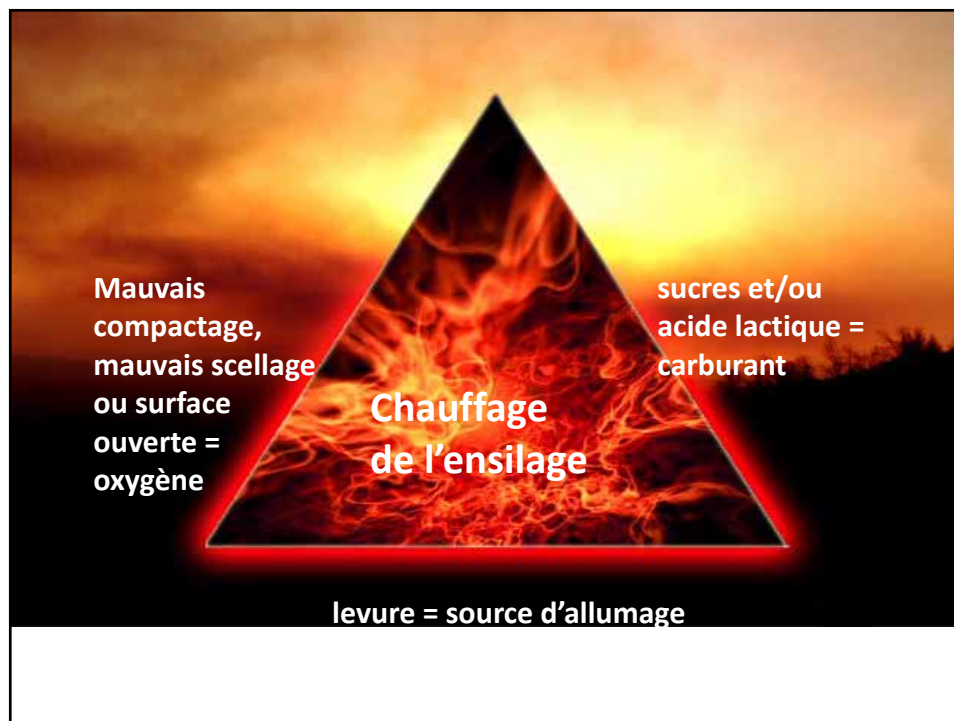 Mauvais
compactage,
mauvais scellage
ou surface
ouverte =
oxygène
sucres et/ou
acide lactique =
carburant
Chauffage
de l'ensilage
levure = source d'allumage